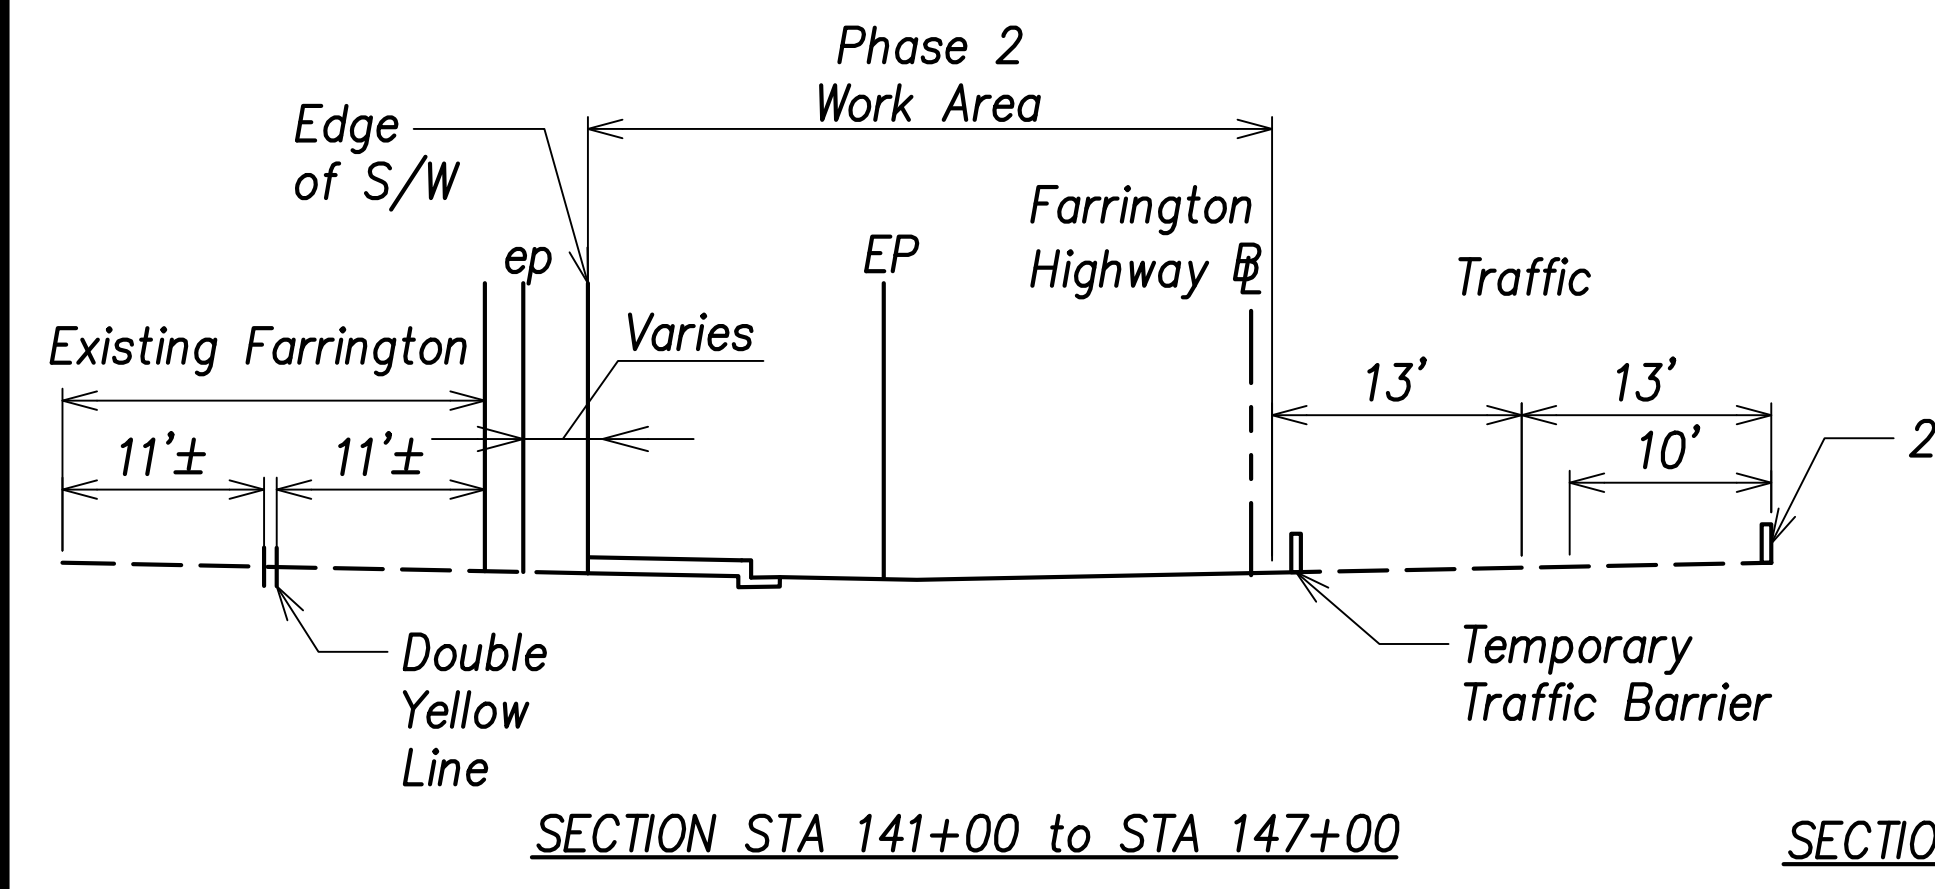 Phase 2
Work Area
Edge
of S/W
Farrington
Highway B̲L
ep
EP
Traffic
Existing Farrington
Varies
13'
13'
11'±
11'±
10'
2
Double
Yellow
Line
Temporary
Traffic Barrier
SECTION STA 141+00 to STA 147+00
SECTIO